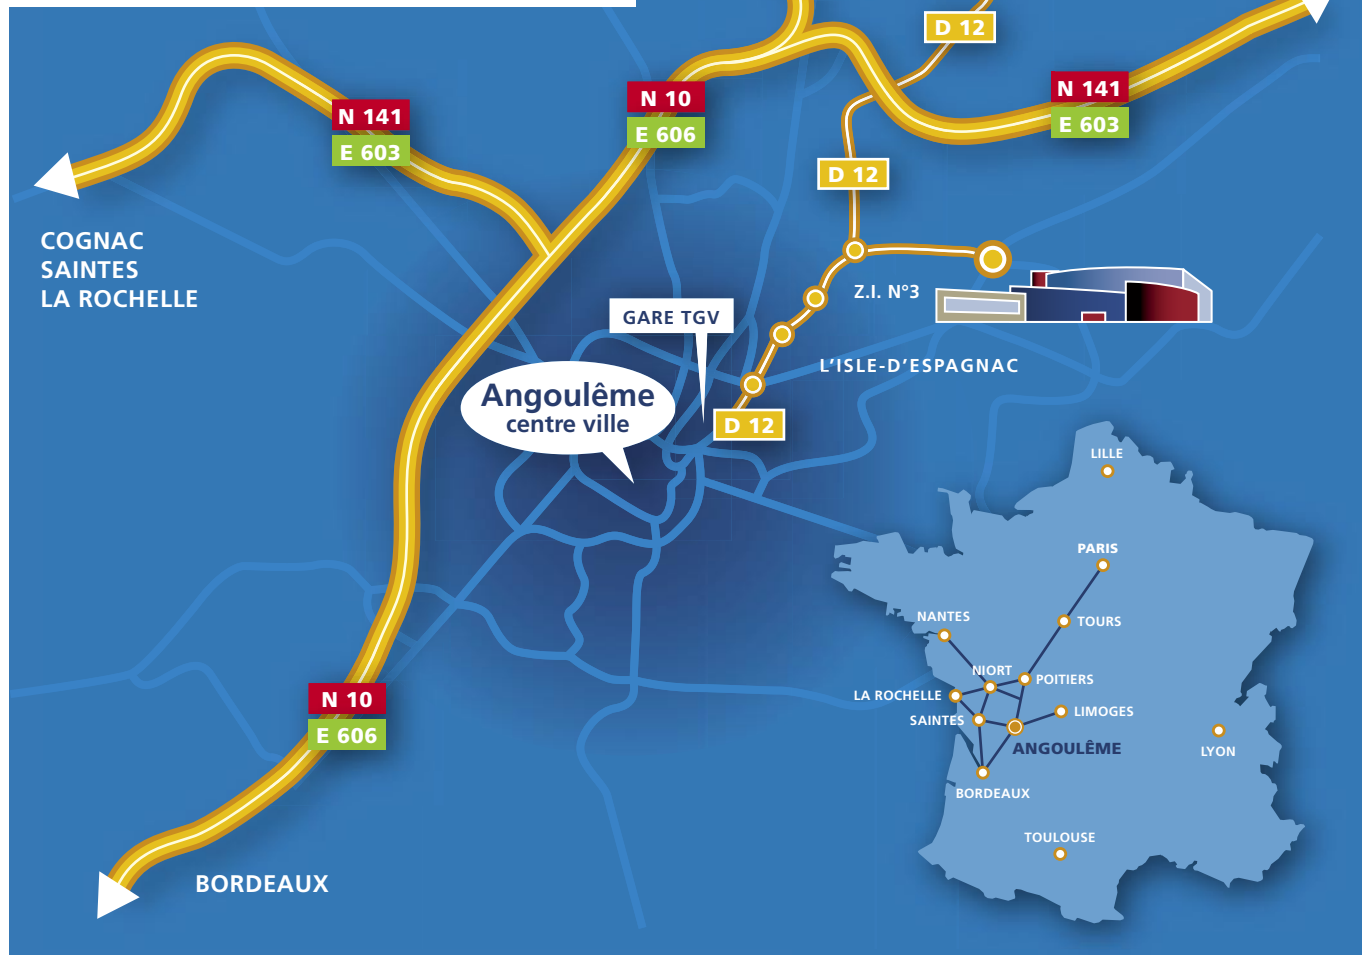 D 12
N 141
E 603
N 10
E 606
N 141
E 603
D 12
COGNAC
SAINTES
LA ROCHELLE
Z.I. N°3
GARE TGV
L'ISLE-D'ESPAGNAC
Angoulême
centre ville
D 12
LILLE
PARIS
NANTES
TOURS
NIORT
POITIERS
LA ROCHELLE
LIMOGES
SAINTES
ANGOULÊME
LYON
BORDEAUX
TOULOUSE
N 10
E 606
BORDEAUX